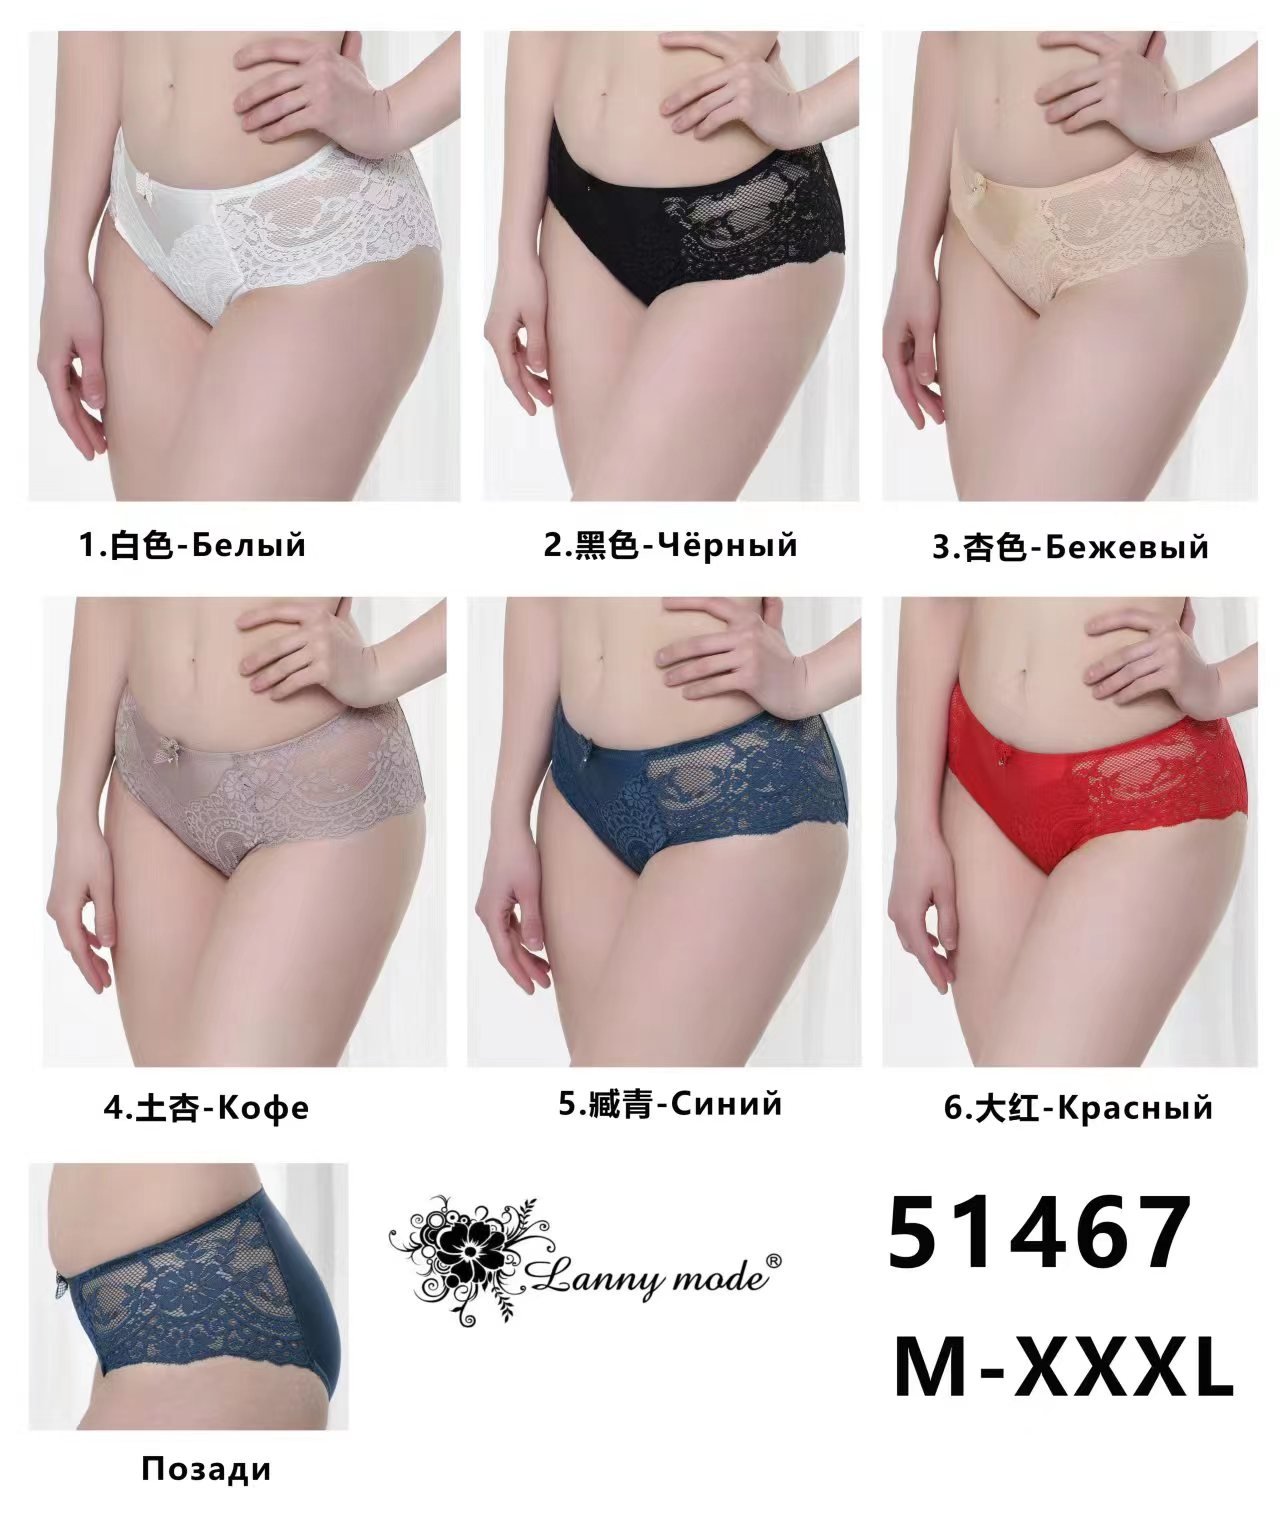 1.白色-Белый
2.黑色-Чёрный
3.杏色-Бежевый
4.土杏-Кофе
5.臧青-Синий
6.大红-Красный
Lanny mode®
51467
M-XXXL
Позади